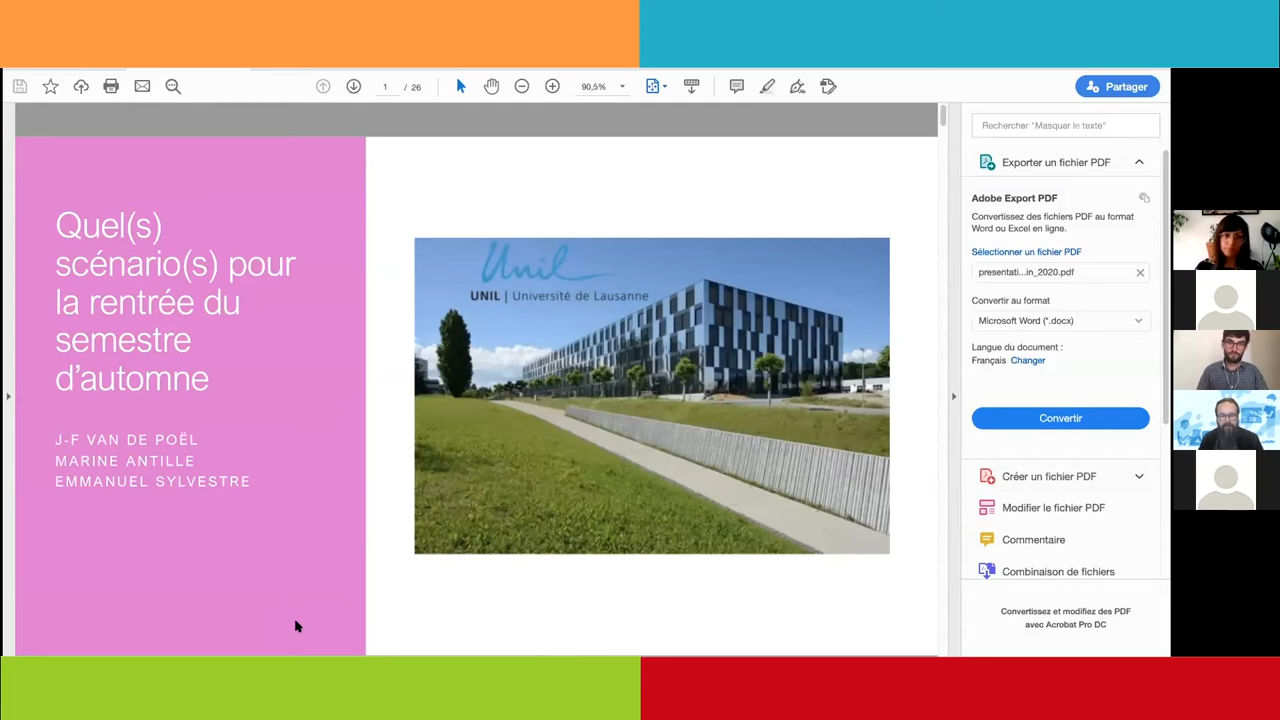 1 / 26
90,5%
Partager
Quel(s)
scénario(s) pour
la rentrée du
semestre
d'automne
J-F VAN DE POËL
MARINE ANTILLE
EMMANUEL SYLVESTRE
Unil
UNIL | Université de Lausanne
Rechercher "Masquer le texte"
Exporter un fichier PDF
Adobe Export PDF
Convertissez des fichiers PDF au format
Word ou Excel en ligne.
Sélectionner un fichier PDF
presentati...in_2020.pdf
Convertir au format
Microsoft Word (*.docx)
Langue du document :
Français Changer
Convertir
Créer un fichier PDF
Modifier le fichier PDF
Commentaire
Combinaison de fichiers
Convertissez et modifiez des PDF
avec Acrobat Pro DC